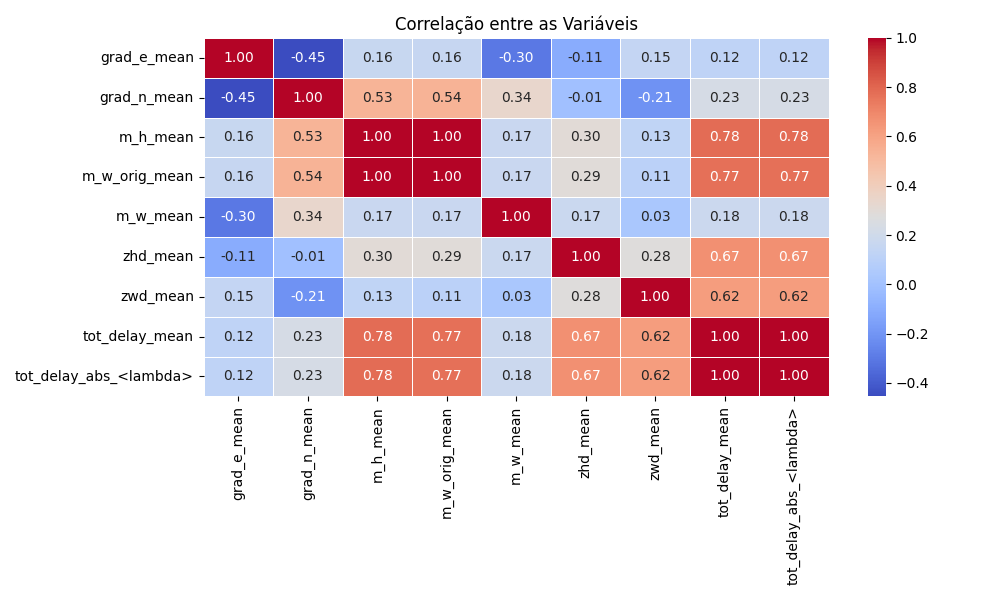 Correlação entre as Variáveis
grad_e_mean 1.00 -0.45 0.16 0.16 -0.30 -0.11 0.15 0.12 0.12
grad_n_mean -0.45 1.00 0.53 0.54 0.34 -0.01 -0.21 0.23 0.23
m_h_mean 0.16 0.53 1.00 1.00 0.17 0.30 0.13 0.78 0.78
m_w_orig_mean 0.16 0.54 1.00 1.00 0.17 0.29 0.11 0.77 0.77
m_w_mean -0.30 0.34 0.17 0.17 1.00 0.17 0.03 0.18 0.18
zhd_mean -0.11 -0.01 0.30 0.29 0.17 1.00 0.28 0.67 0.67
zwd_mean 0.15 -0.21 0.13 0.11 0.03 0.28 1.00 0.62 0.62
tot_delay_mean 0.12 0.23 0.78 0.77 0.18 0.67 0.62 1.00 1.00
tot_delay_abs_<lambda> 0.12 0.23 0.78 0.77 0.18 0.67 0.62 1.00 1.00
grad_e_mean
grad_n_mean
m_h_mean
m_w_orig_mean
m_w_mean
zhd_mean
zwd_mean
tot_delay_mean
tot_delay_abs_<lambda>
1.0
0.8
0.6
0.4
0.2
0.0
−0.2
−0.4